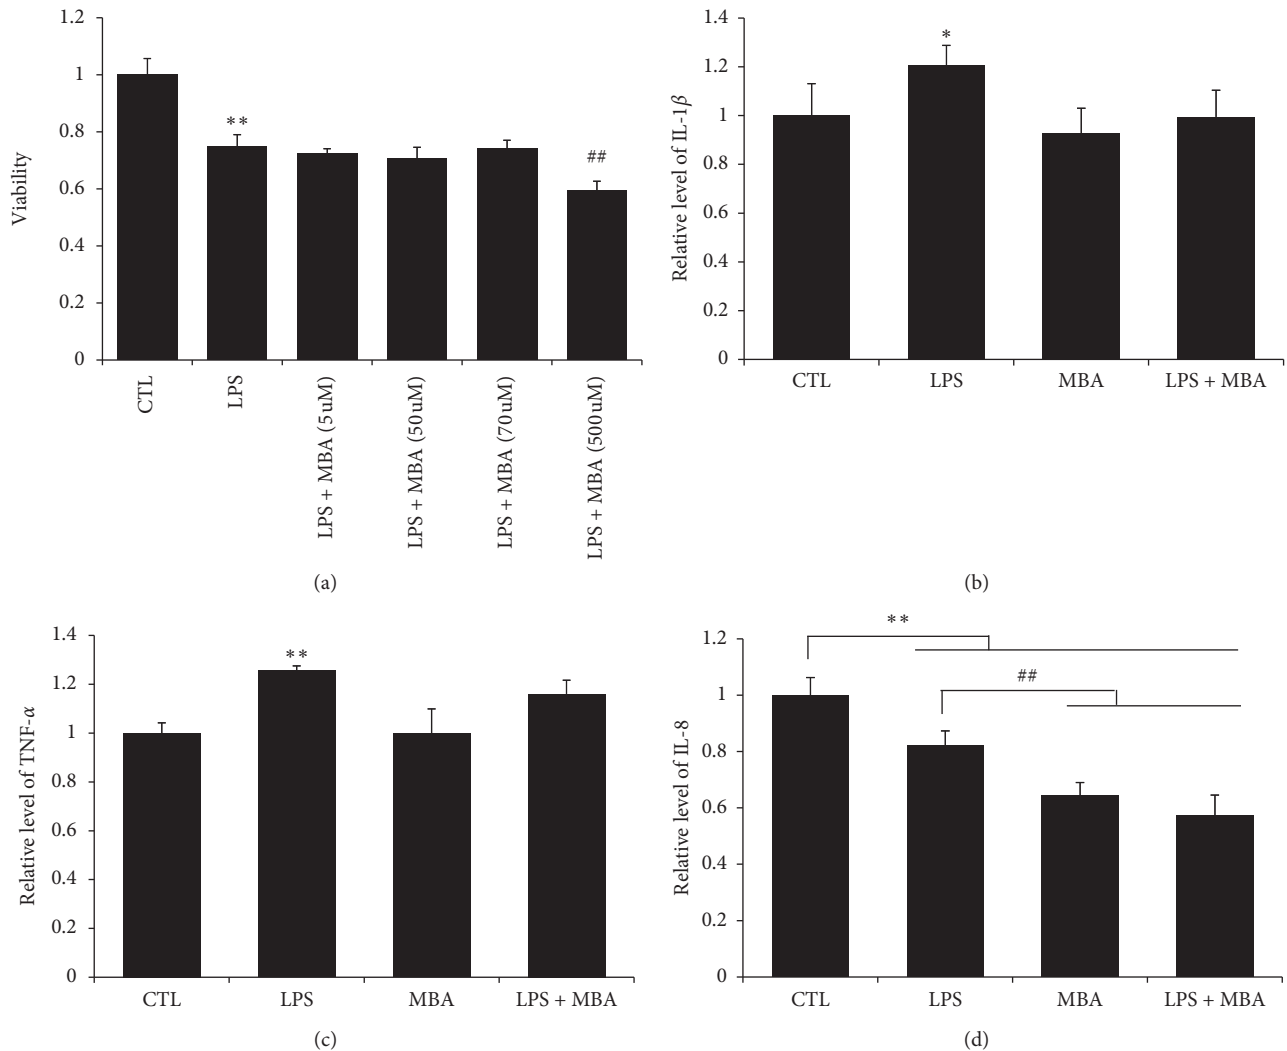 Viability
1.2
1
0.8
0.6
0.4
0.2
0
**
##
CTL
LPS
LPS + MBA (5uM)
LPS + MBA (50uM)
LPS + MBA (70uM)
LPS + MBA (500uM)
(a)
Relative level of IL-1β
1.4
1.2
1
0.8
0.6
0.4
0.2
0
*
CTL
LPS
MBA
LPS + MBA
(b)
Relative level of TNF-α
1.4
1.2
1
0.8
0.6
0.4
0.2
0
**
CTL
LPS
MBA
LPS + MBA
(c)
Relative level of IL-8
1.2
1
0.8
0.6
0.4
0.2
0
**
##
CTL
LPS
MBA
LPS + MBA
(d)